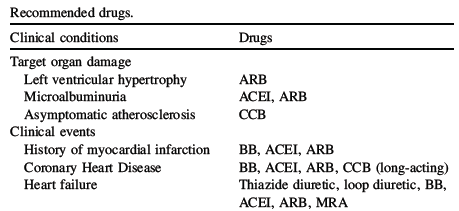 Recommended drugs.
Clinical conditions Drugs
Target organ damage
Left ventricular hypertrophy ARB
Microalbuminuria ACEI, ARB
Asymptomatic atherosclerosis CCB
Clinical events
History of myocardial infarction BB, ACEI, ARB
Coronary Heart Disease BB, ACEI, ARB, CCB (long-acting)
Heart failure Thiazide diuretic, loop diuretic, BB,
ACEI, ARB, MRA